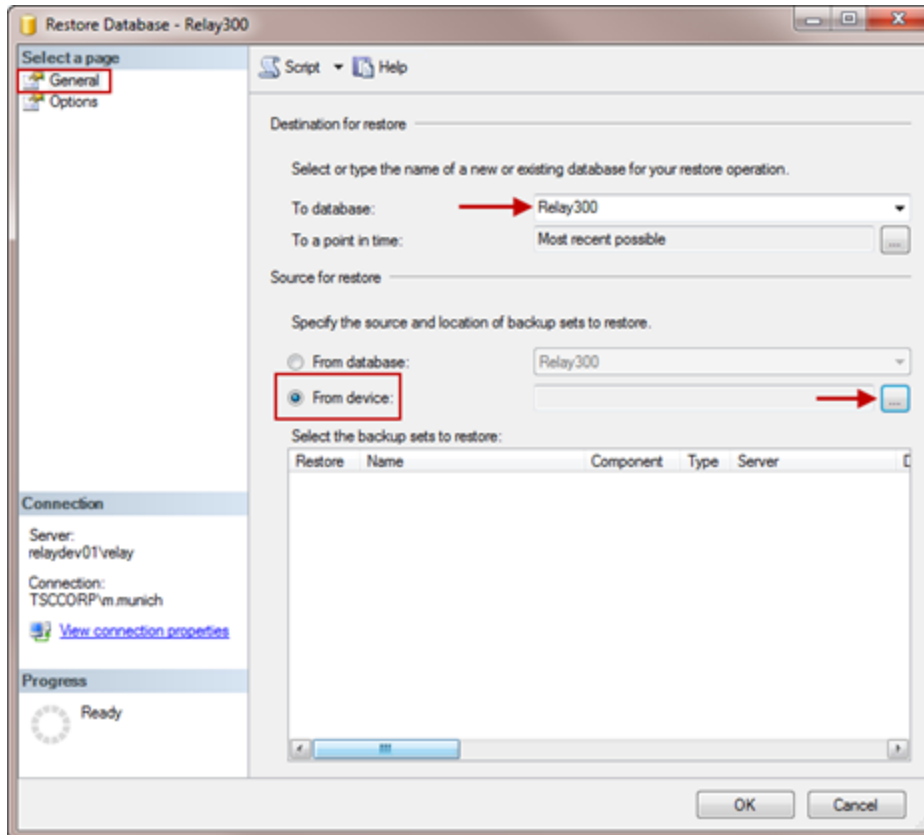 Restore Database - Relay300
Select a page
General
Options
Script
Help
Destination for restore
Select or type the name of a new or existing database for your restore operation.
To database:
Relay300
To a point in time:
Most recent possible
...
Source for restore
Specify the source and location of backup sets to restore.
From database:
Relay300
From device:
...
Select the backup sets to restore:
Restore Name Component Type Server
Connection
Server:
relaydev01\relay
Connection:
TSCCORP\m.munich
View connection properties
Progress
Ready
OK
Cancel